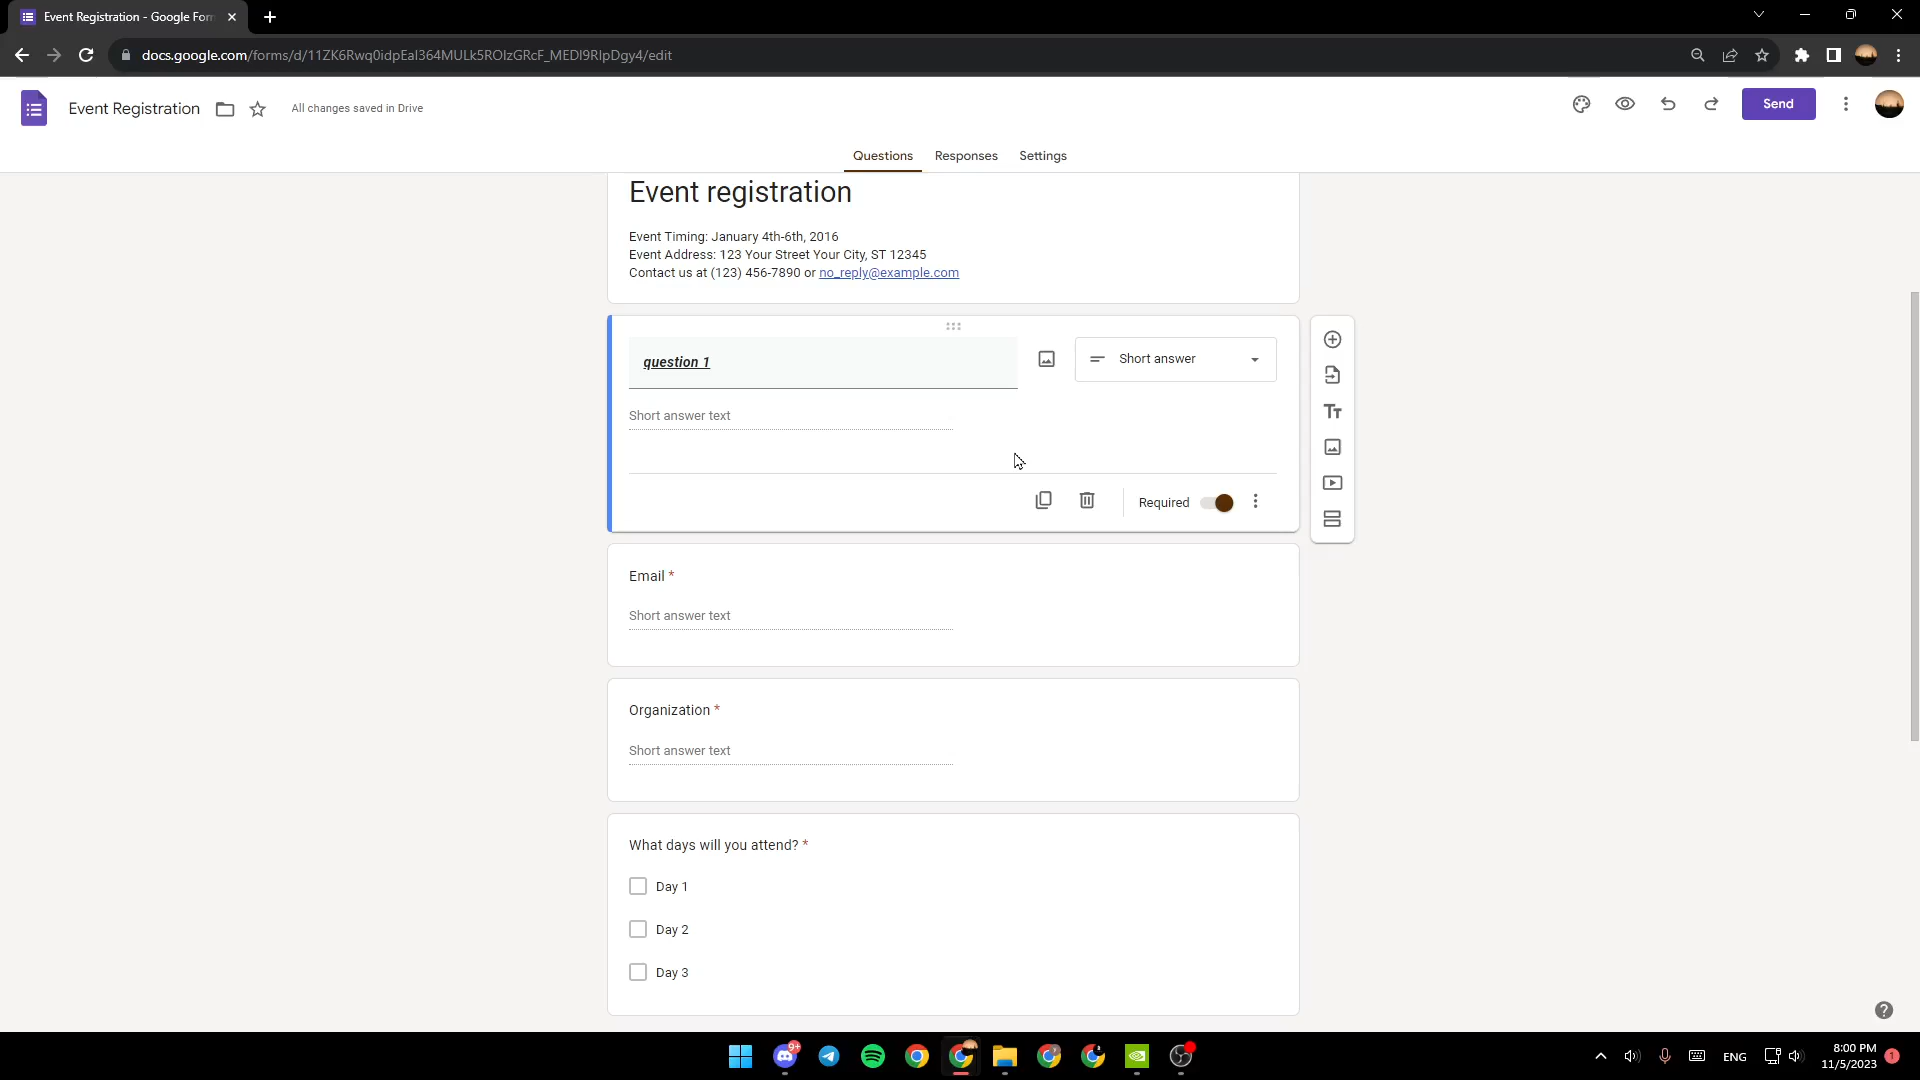 Event Registration - Google For
docs.google.com/forms/d/11ZK6Rwq0idpEal364MULk5ROIzGRcF_MEDI9RIpDgy4/edit
Event Registration
All changes saved in Drive
Send
Questions
Responses
Settings
Event registration
Event Timing: January 4th-6th, 2016
Event Address: 123 Your Street Your City, ST 12345
Contact us at (123) 456-7890 or no_reply@example.com
question 1
Short answer
Short answer text
Required
Email *
Short answer text
Organization *
Short answer text
What days will you attend? *
Day 1
Day 2
Day 3
9+
ENG
8:00 PM
11/5/2023
1